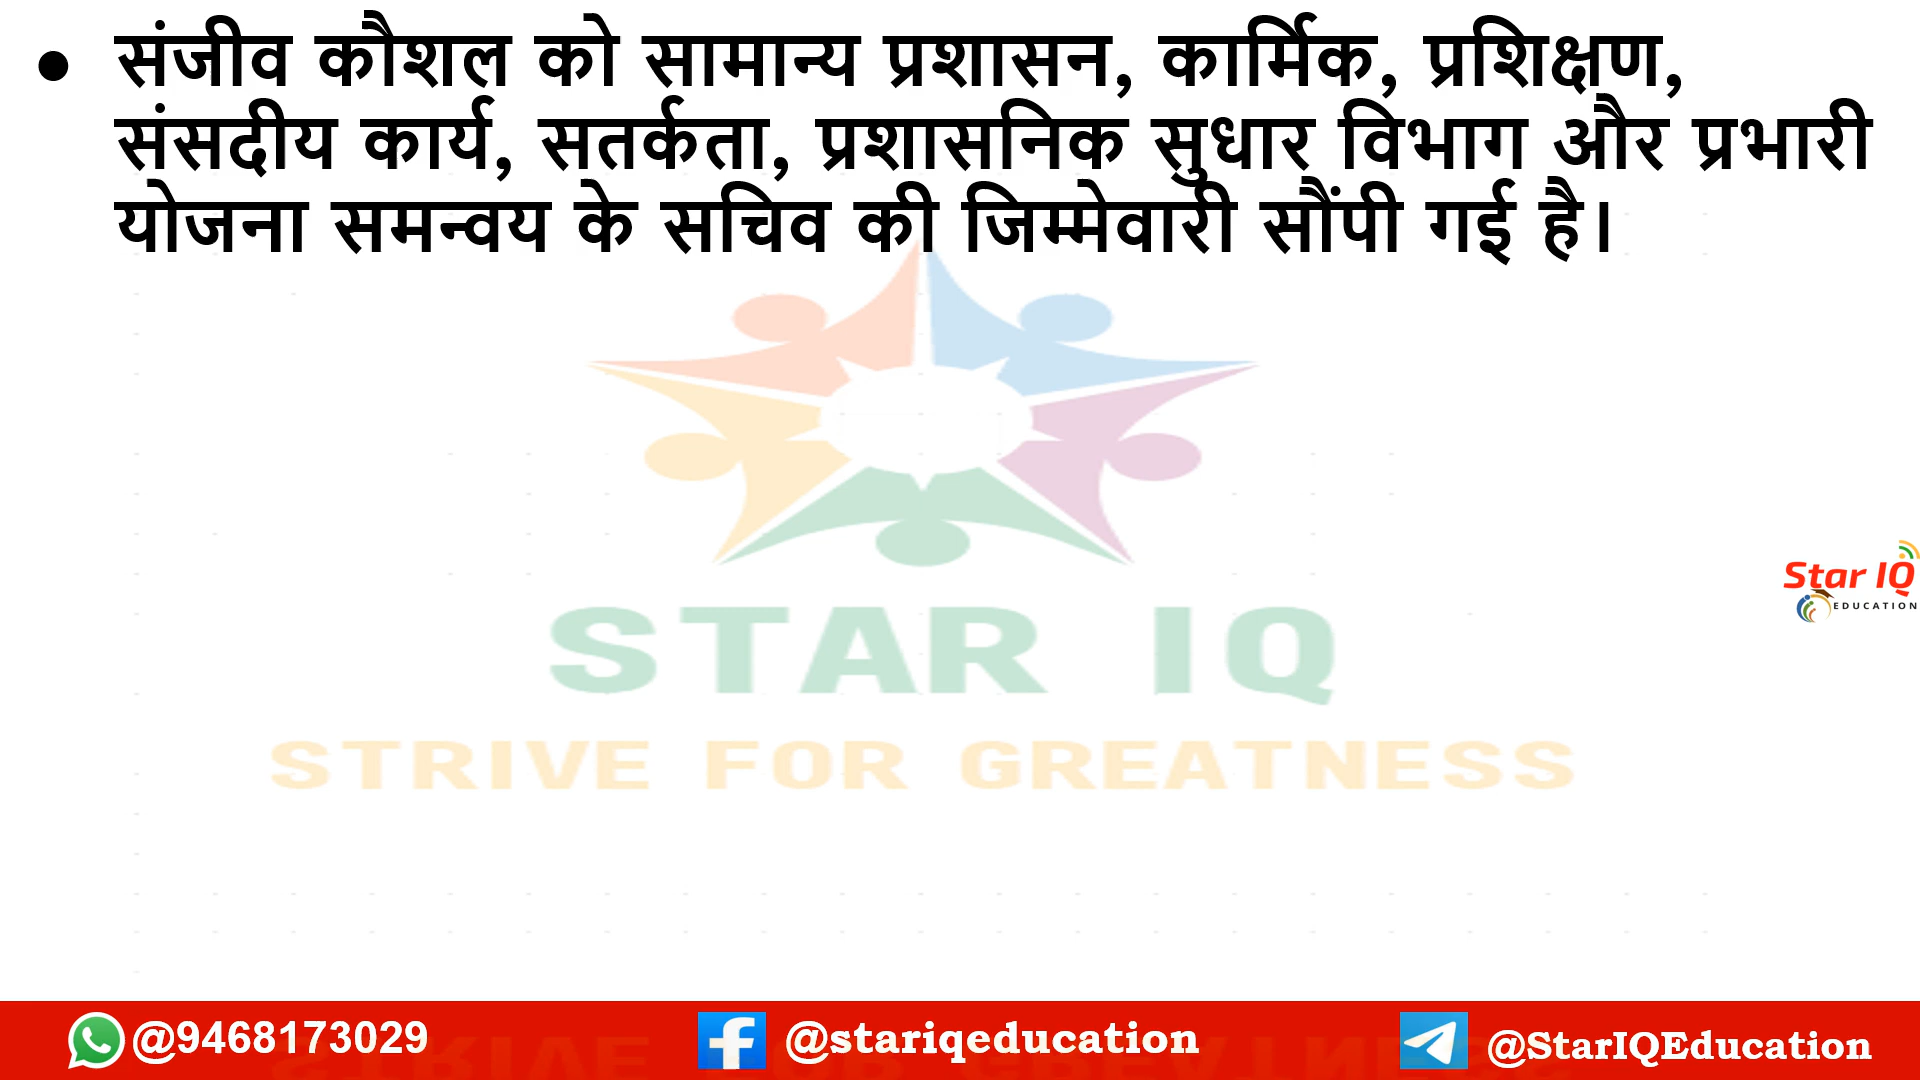 • संजीव कौशल को सामान्य प्रशासन, कार्मिक, प्रशिक्षण,
संसदीय कार्य, सतर्कता, प्रशासनिक सुधार विभाग और प्रभारी
योजना समन्वय के सचिव की जिम्मेवारी सौंपी गई है।
STAR IQ
STRIVE FOR GREATNESS
Star IQ
EDUCATION
@9468173029
@stariqeducation
@StarIQEducation